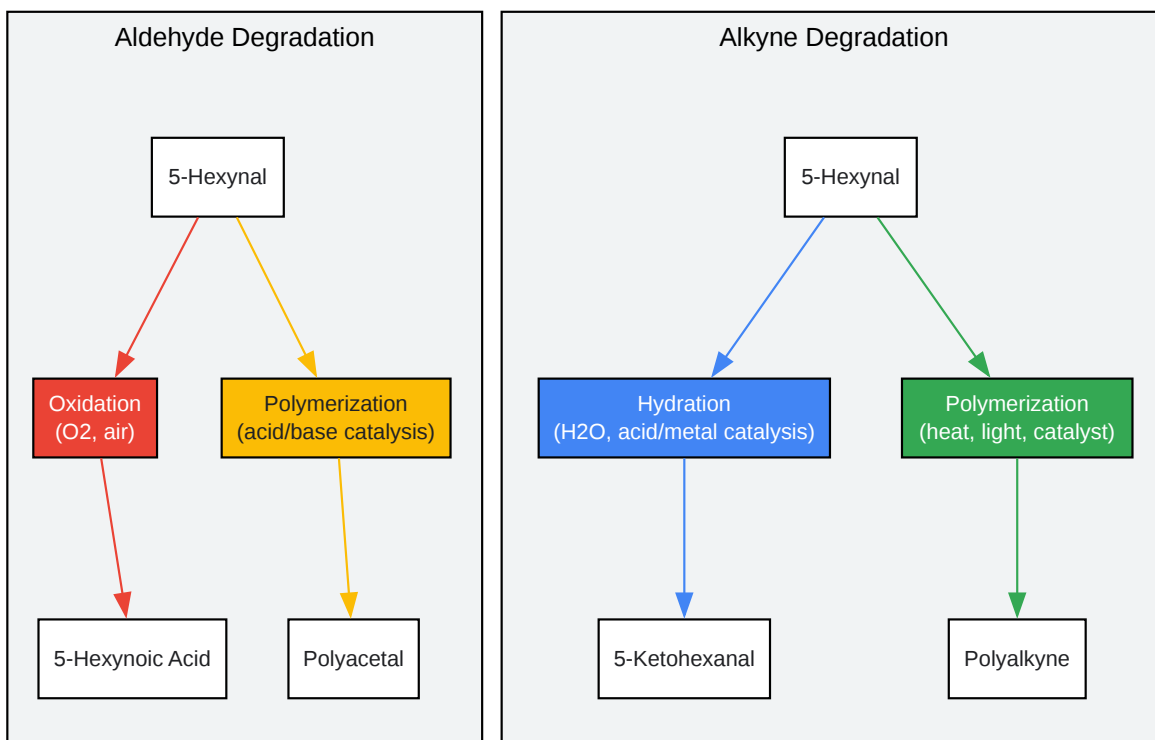 Aldehyde Degradation
5-Hexynal
Oxidation
(O2, air)
Polymerization
(acid/base catalysis)
5-Hexynoic Acid
Polyacetal
Alkyne Degradation
5-Hexynal
Hydration
(H2O, acid/metal catalysis)
Polymerization
(heat, light, catalyst)
5-Ketohexanal
Polyalkyne